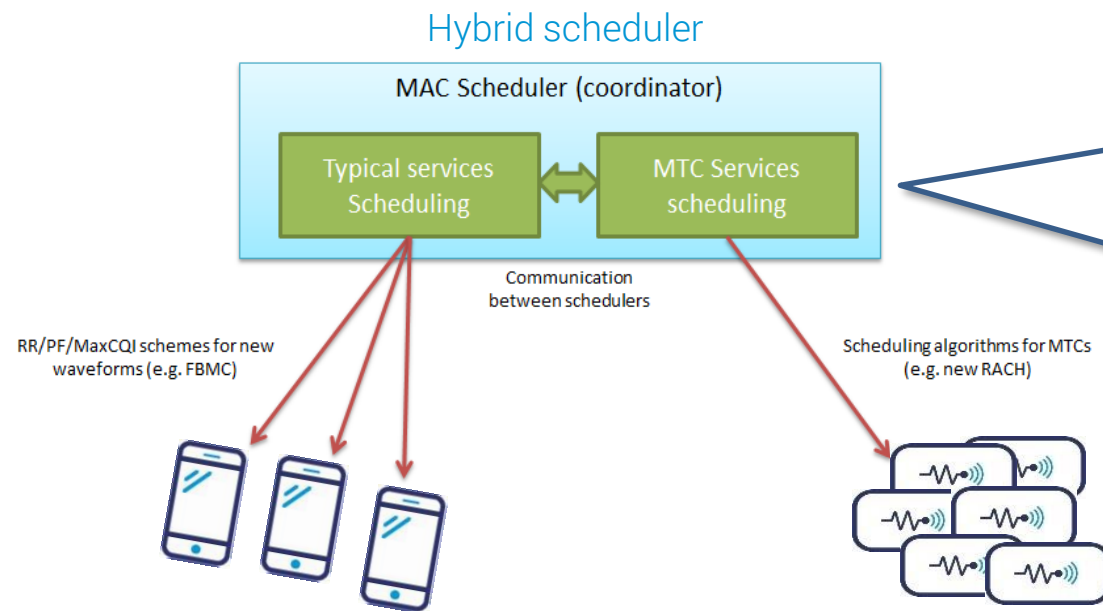 Hybrid scheduler
MAC Scheduler (coordinator)
Typical services
Scheduling
MTC Services
scheduling
Communication
between schedulers
RR/PF/MaxCQI schemes for new
waveforms (e.g. FBMC)
Scheduling algorithms for MTCs
(e.g. new RACH)